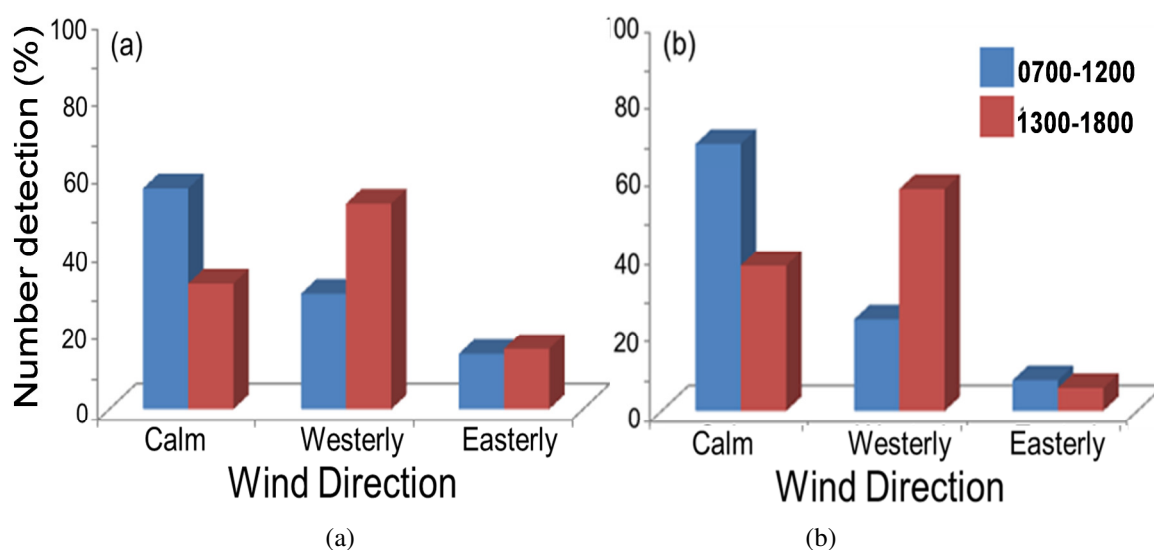 (a)
100
80
60
40
20
0
Number detection (%)
Calm Westerly Easterly
Wind Direction
(a)
(b)
100
80
60
40
20
0
0700-1200
1300-1800
Calm Westerly Easterly
Wind Direction
(b)